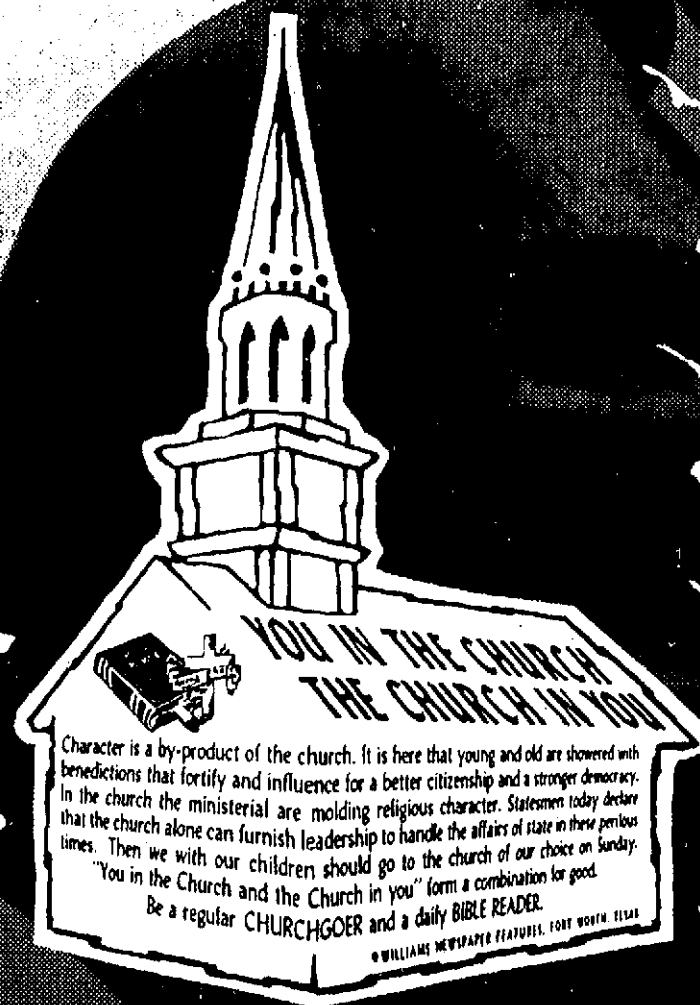 YOU IN THE CHURCH
THE CHURCH IN YOU
Character is a by-product of the church. It is here that young and old are showered with
benedictions that fortify and influence for a better citizenship and a stronger democracy.
In the church the ministerial are molding religious character. Statesmen today declare
that the church alone can furnish leadership to handle the affairs of state in these perilous
times. Then we with our children should go to the church of our choice on Sunday.
"You in the Church and the Church in you" form a combination for good.
Be a regular CHURCHGOER and a daily BIBLE READER.
© WILLIAMS NEWSPAPER FEATURES, FORT WORTH, TEXAS